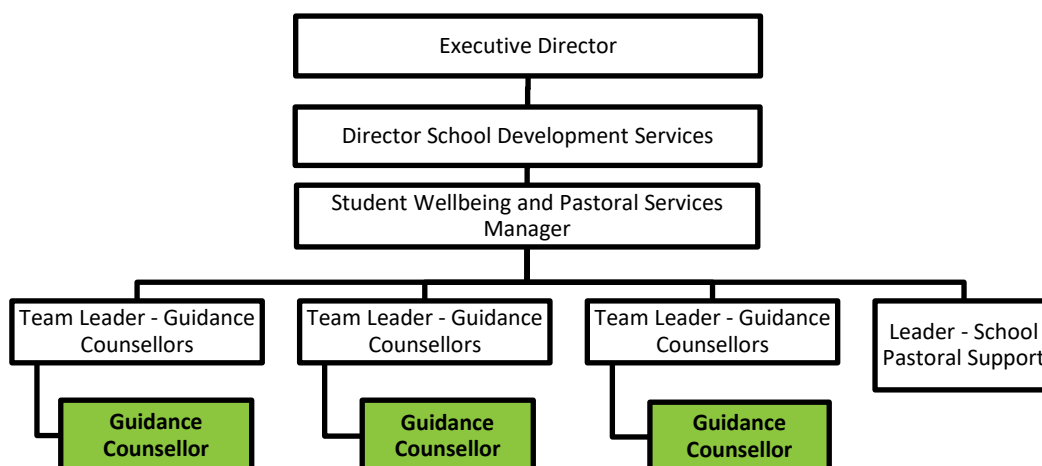 Executive Director
Director School Development Services
Student Wellbeing and Pastoral Services
Manager
Team Leader - Guidance
Counsellors
Team Leader - Guidance
Counsellors
Team Leader - Guidance
Counsellors
Leader - School
Pastoral Support
Guidance
Counsellor
Guidance
Counsellor
Guidance
Counsellor